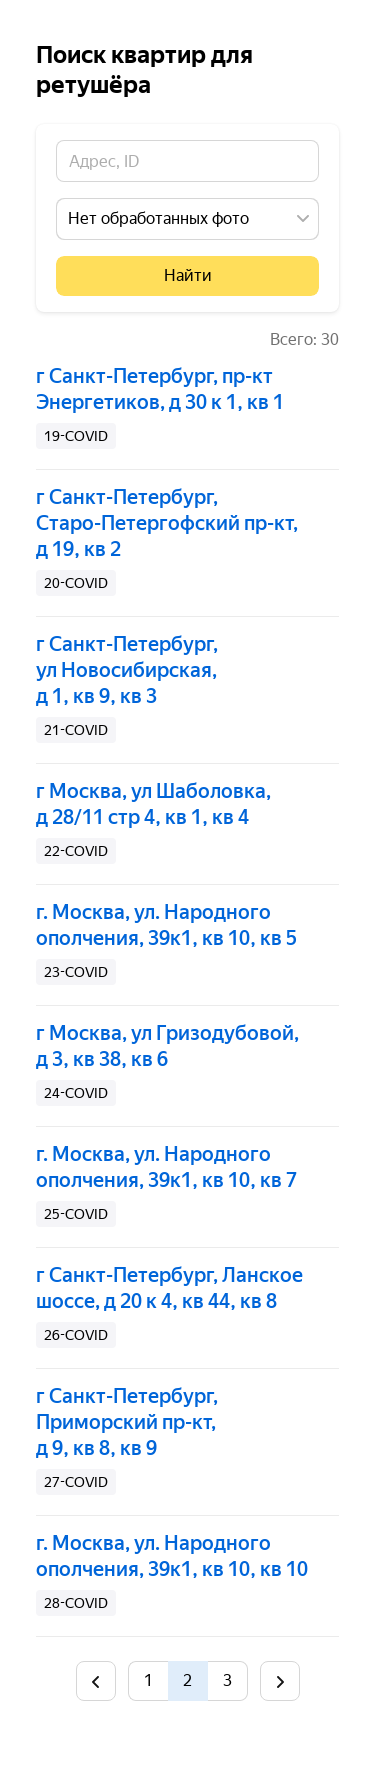 Поиск квартир для
ретушёра
Адрес, ID
Нет обработанных фото
Найти
Всего: 30
г Санкт-Петербург, пр-кт
Энергетиков, д 30 к 1, кв 1
19-COVID
г Санкт-Петербург,
Старо-Петергофский пр-кт,
д 19, кв 2
20-COVID
г Санкт-Петербург,
ул Новосибирская,
д 1, кв 9, кв 3
21-COVID
г Москва, ул Шаболовка,
д 28/11 стр 4, кв 1, кв 4
22-COVID
г. Москва, ул. Народного
ополчения, 39к1, кв 10, кв 5
23-COVID
г Москва, ул Гризодубовой,
д 3, кв 38, кв 6
24-COVID
г. Москва, ул. Народного
ополчения, 39к1, кв 10, кв 7
25-COVID
г Санкт-Петербург, Ланское
шоссе, д 20 к 4, кв 44, кв 8
26-COVID
г Санкт-Петербург,
Приморский пр-кт,
д 9, кв 8, кв 9
27-COVID
г. Москва, ул. Народного
ополчения, 39к1, кв 10, кв 10
28-COVID
1 2 3